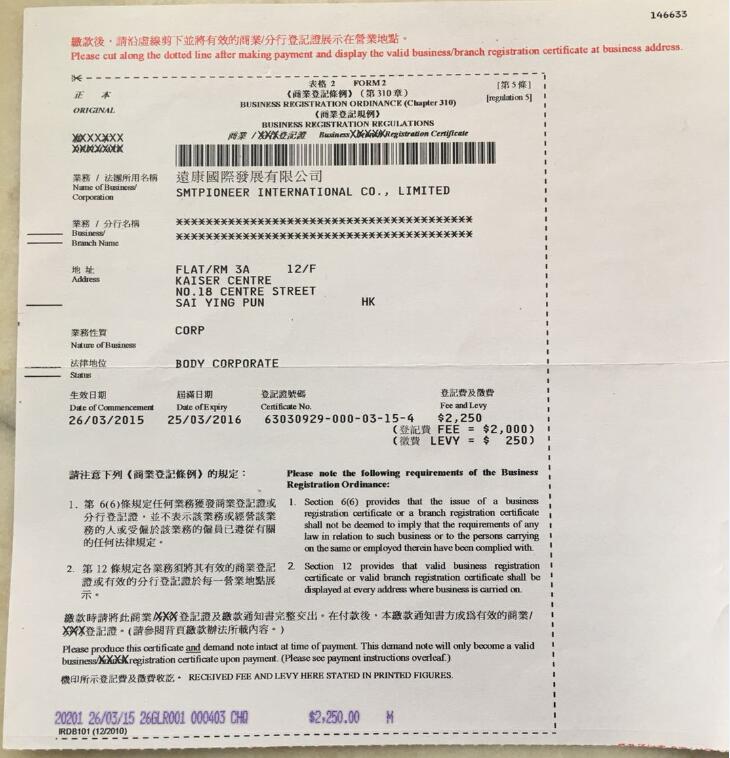 146633
繳款後，請沿虛線剪下並將有效的商業/分行登記證展示在營業地點。
Please cut along the dotted line after making payment and display the valid business/branch registration certificate at business address.
正 本
ORIGINAL
表格 2 FORM 2
[第 5 條]
《商業登記條例》(第 310 章)
[regulation 5]
BUSINESS REGISTRATION ORDINANCE (Chapter 310)
《商業登記規例》
BUSINESS REGISTRATION REGULATIONS
商業 / XXX登記證 Business/XXXXX Registration Certificate
業務 / 法團所用名稱
Name of Business/
Corporation
遠康國際發展有限公司
SMTPIONEER INTERNATIONAL CO., LIMITED
業務 / 分行名稱
Business/
Branch Name
地 址
Address
FLAT/RM 3A 12/F
KAISER CENTRE
NO.18 CENTRE STREET
SAI YING PUN HK
業務性質
Nature of Business
CORP
法律地位
Status
BODY CORPORATE
生效日期 屆滿日期 登記證號碼 登記費及徵費
Date of Commencement Date of Expiry Certificate No. Fee and Levy
26/03/2015 25/03/2016 63030929-000-03-15-4 $2,250
(登記費 FEE = $2,000)
(徵費 LEVY = $ 250)
請注意下列《商業登記條例》的規定：
1. 第 6(6)條規定任何業務獲發商業登記證或
分行登記證，並不表示該業務或經營該業
務的人或受僱於該業務的僱員已遵從有關
的任何法律規定。
2. 第 12 條規定各業務須將其有效的商業登記
證或有效的分行登記證於每一營業地點展
示。
Please note the following requirements of the Business
Registration Ordinance:
1. Section 6(6) provides that the issue of a business
registration certificate or a branch registration certificate
shall not be deemed to imply that the requirements of any
law in relation to such business or to the persons carrying
on the same or employed therein have been complied with.
2. Section 12 provides that valid business registration
certificate or valid branch registration certificate shall be
displayed at every address where business is carried on.
繳款時請將此商業/XXX登記證及繳款通知書完整交出。在付款後，本繳款通知書方成為有效的商業/
XXX登記證。(請參閱背頁繳款辦法所載內容。)
Please produce this certificate and demand note intact at time of payment. This demand note will only become a valid
business/XXXXX registration certificate upon payment. (Please see payment instructions overleaf.)
機印所示登記費及徵費收訖。 RECEIVED FEE AND LEVY HERE STATED IN PRINTED FIGURES.
20201 26/03/15 26GLR001 000403 CHQ $2,250.00 M
IRDB101 (12/2010)